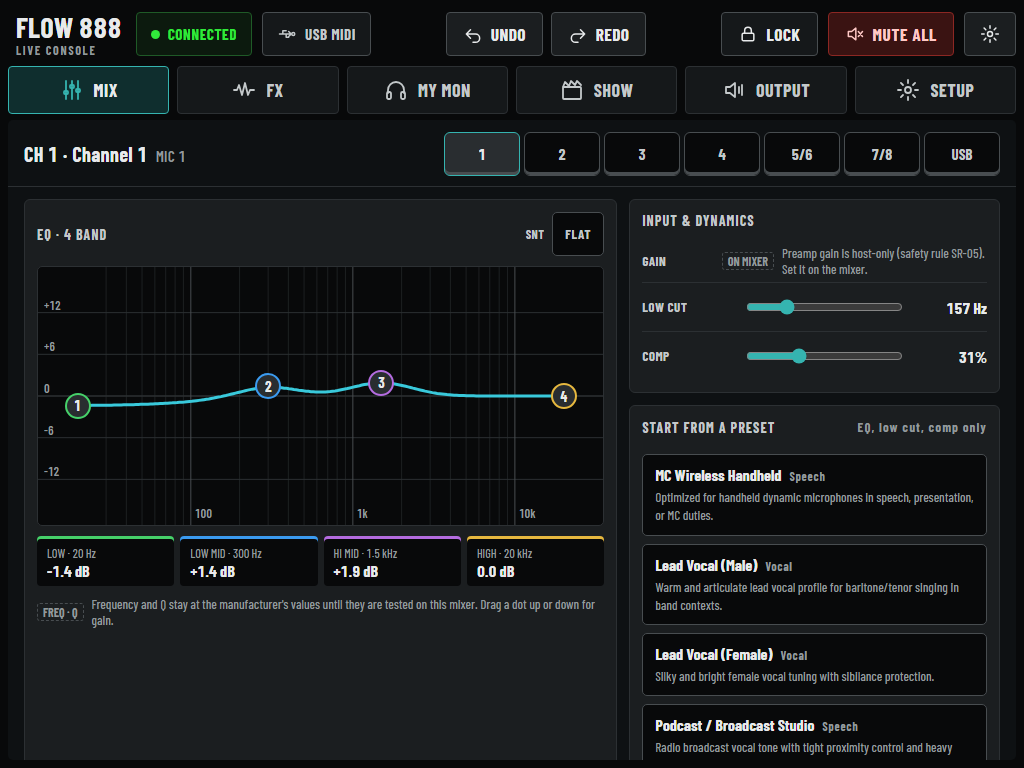 FLOW 888
LIVE CONSOLE
CONNECTED
USB MIDI
UNDO
REDO
LOCK
MUTE ALL
MIX
FX
MY MON
SHOW
OUTPUT
SETUP
CH 1 · Channel 1 MIC 1
1
2
3
4
5/6
7/8
USB
EQ · 4 BAND
SNT
FLAT
+12
+6
0
-6
-12
1
2
3
4
100
1k
10k
LOW · 20 Hz
-1.4 dB
LOW MID · 300 Hz
+1.4 dB
HI MID · 1.5 kHz
+1.9 dB
HIGH · 20 kHz
0.0 dB
FREQ · Q
Frequency and Q stay at the manufacturer's values until they are tested on this mixer. Drag a dot up or down for
gain.
INPUT & DYNAMICS
GAIN
ON MIXER
Preamp gain is host-only (safety rule SR-05).
Set it on the mixer.
LOW CUT
157 Hz
COMP
31%
START FROM A PRESET
EQ, low cut, comp only
MC Wireless Handheld Speech
Optimized for handheld dynamic microphones in speech, presentation,
or MC duties.
Lead Vocal (Male) Vocal
Warm and articulate lead vocal profile for baritone/tenor singing in
band contexts.
Lead Vocal (Female) Vocal
Silky and bright female vocal tuning with sibilance protection.
Podcast / Broadcast Studio Speech
Radio broadcast vocal tone with tight proximity control and heavy